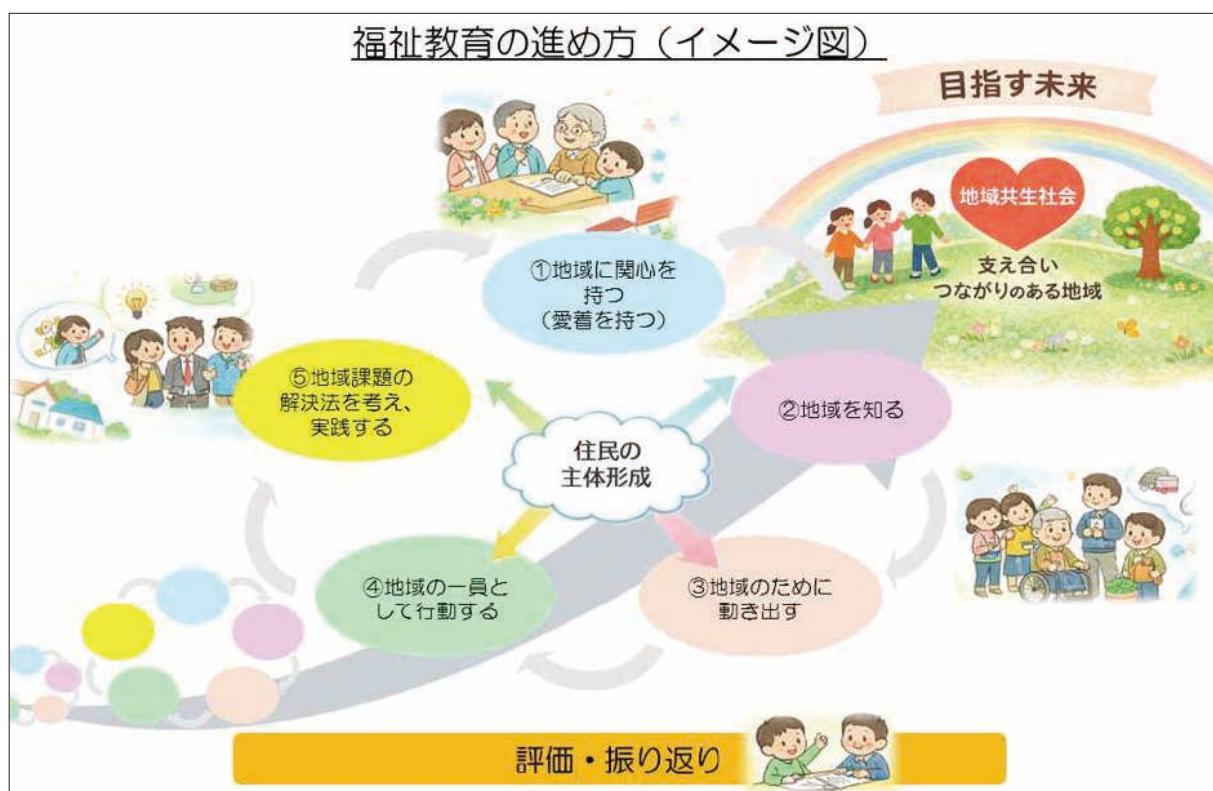 福祉教育の進め方（イメージ図）
目指す未来
地域共生社会
支え合い
つながりのある地域
①地域に関心を
持つ
（愛着を持つ）
②地域を知る
③地域のために
動き出す
④地域の一員と
して行動する
⑤地域課題の
解決法を考え、
実践する
住民の
主体形成
評価・振り返り